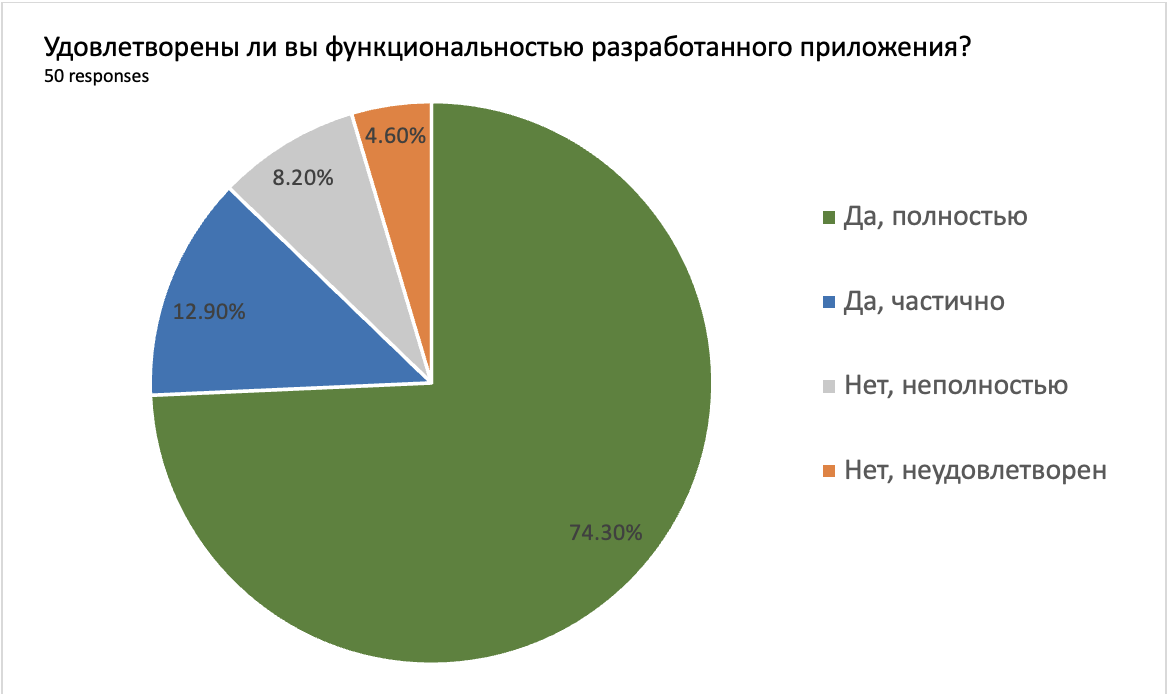 Удовлетворены ли вы функциональностью разработанного приложения?
50 responses
4.60%
8.20%
12.90%
74.30%
Да, полностью
Да, частично
Нет, неполностью
Нет, неудовлетворен